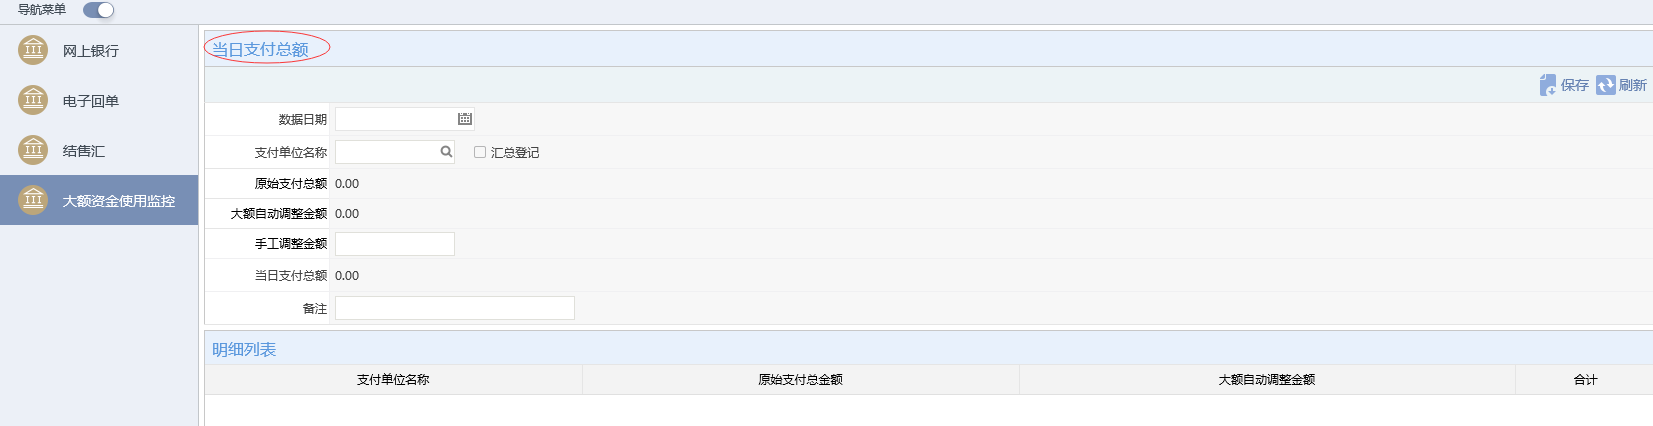 导航菜单
网上银行
电子回单
结售汇
大额资金使用监控
当日支付总额
保存 刷新
数据日期
支付单位名称 汇总登记
原始支付总额 0.00
大额自动调整金额 0.00
手工调整金额
当日支付总额 0.00
备注
明细列表
支付单位名称 原始支付总金额 大额自动调整金额 合计